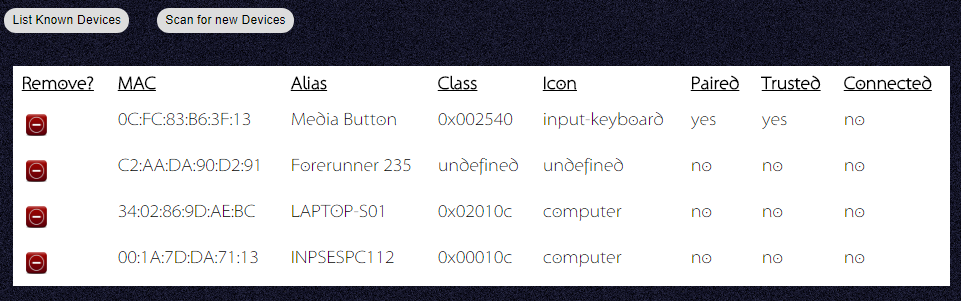 List Known Devices Scan for new Devices
Remove? MAC Alias Class Icon Paired Trusted Connected
0C:FC:83:B6:3F:13 Media Button 0x002540 input-keyboard yes yes no
C2:AA:DA:90:D2:91 Forerunner 235 undefined undefined no no no
34:02:86:9D:AE:BC LAPTOP-S01 0x02010c computer no no no
00:1A:7D:DA:71:13 INPSESPC112 0x00010c computer no no no